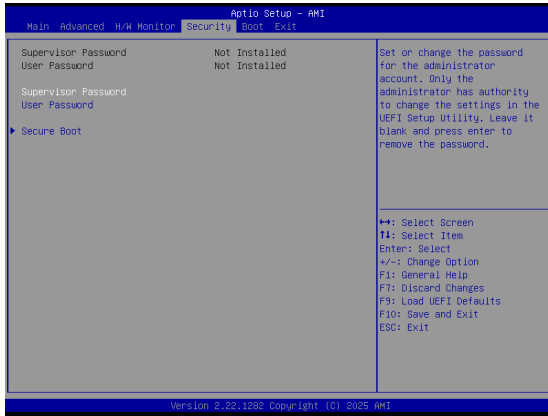 Aptio Setup - AMI
Main Advanced H/W Monitor Security Boot Exit
Supervisor Password Not Installed
User Password Not Installed
Supervisor Password
User Password
Secure Boot
Set or change the password
for the administrator
account. Only the
administrator has authority
to change the settings in the
UEFI Setup Utility. Leave it
blank and press enter to
remove the password.
↔: Select Screen
↑↓: Select Item
Enter: Select
+/-: Change Option
F1: General Help
F7: Discard Changes
F9: Load UEFI Defaults
F10: Save and Exit
ESC: Exit
Version 2.22.1282 Copyright (C) 2025 AMI